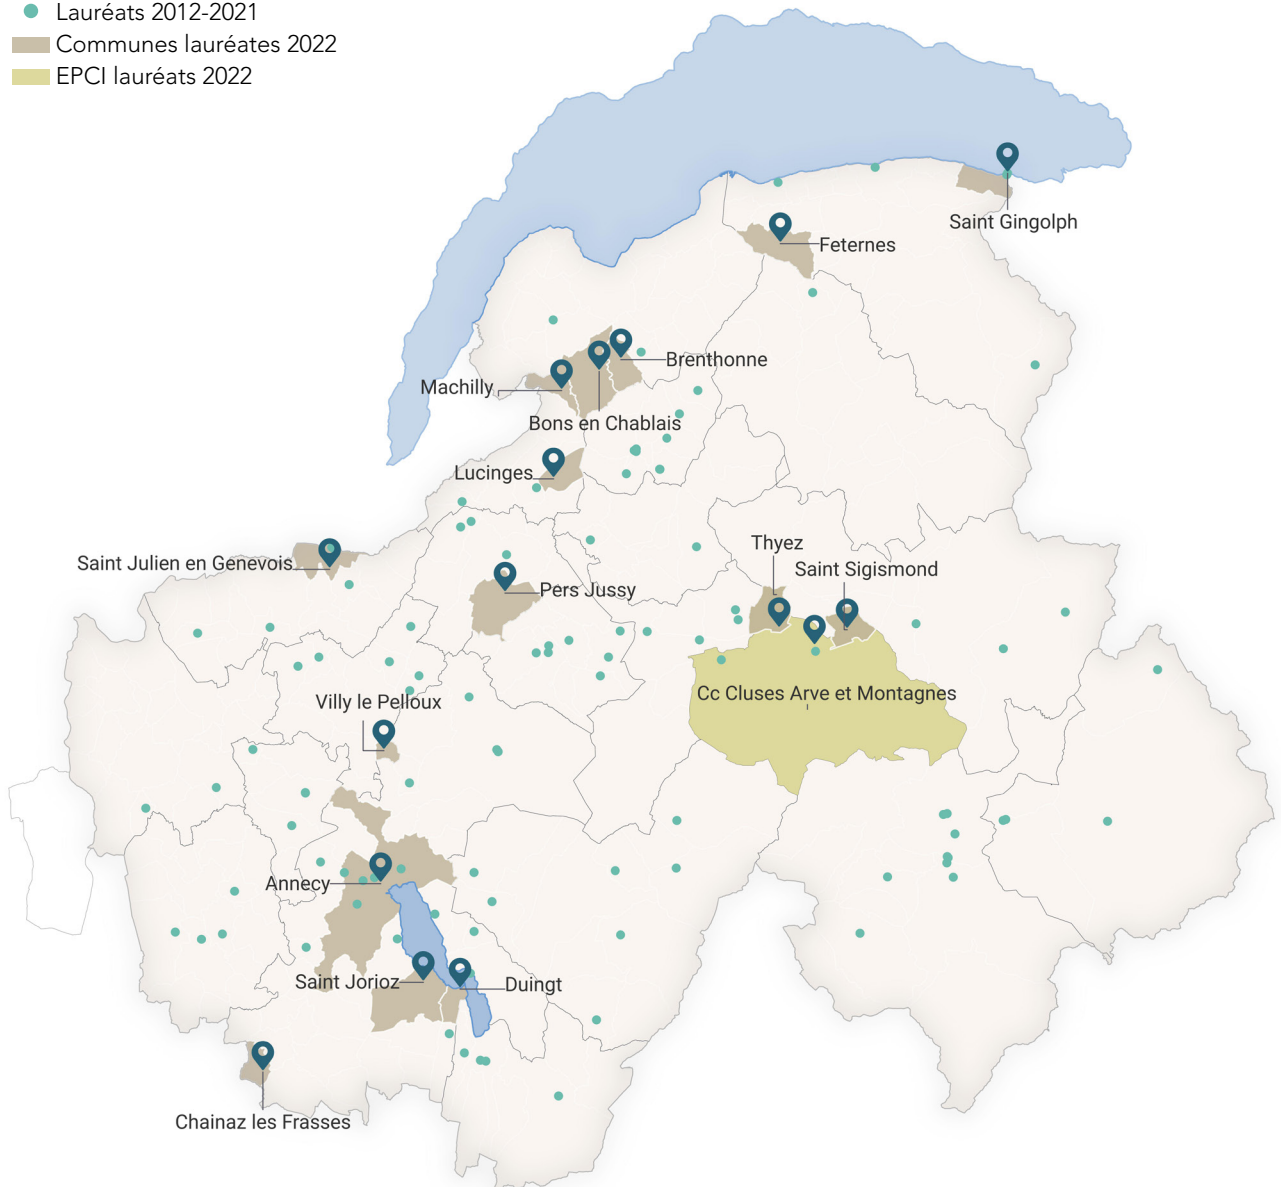 Lauréats 2012-2021
Communes lauréates 2022
EPCI lauréats 2022
Saint Gingolph
Feternes
Brenthonne
Machilly
Bons en Chablais
Lucinges
Thyez
Saint Julien en Genevois
Saint Sigismond
Pers Jussy
Cc Cluses Arve et Montagnes
Villy le Pelloux
Annecy
Saint Jorioz
Duingt
Chainaz les Frasses